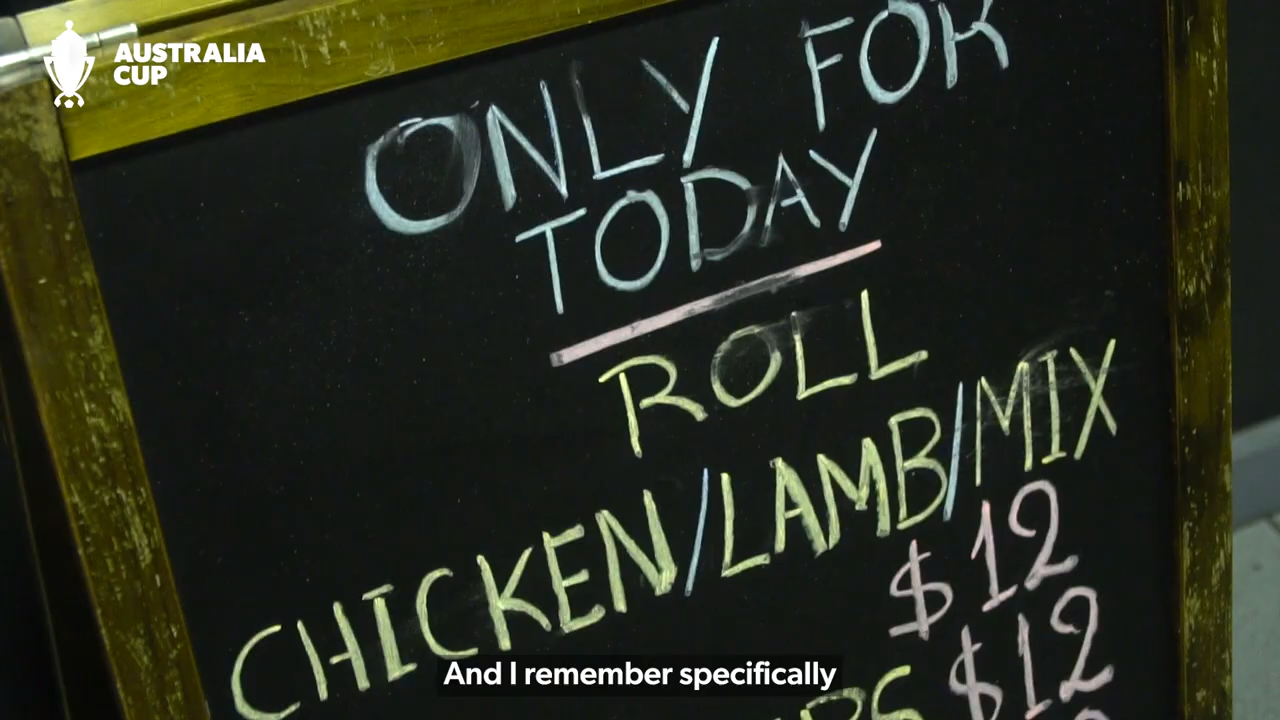 AUSTRALIA
CUP
ONLY FOR
TODAY
ROLL
CHICKEN/LAMB/MIX
$12
$12
And I remember specifically